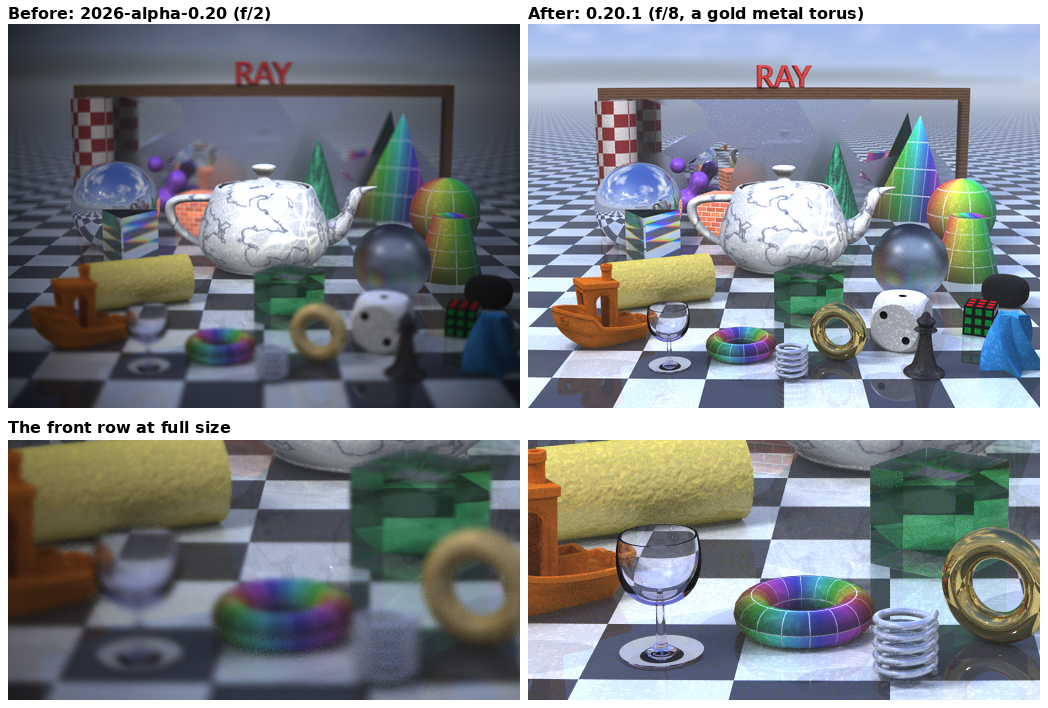 Before: 2026-alpha-0.20 (f/2)
After: 0.20.1 (f/8, a gold metal torus)
RAY
RAY
The front row at full size